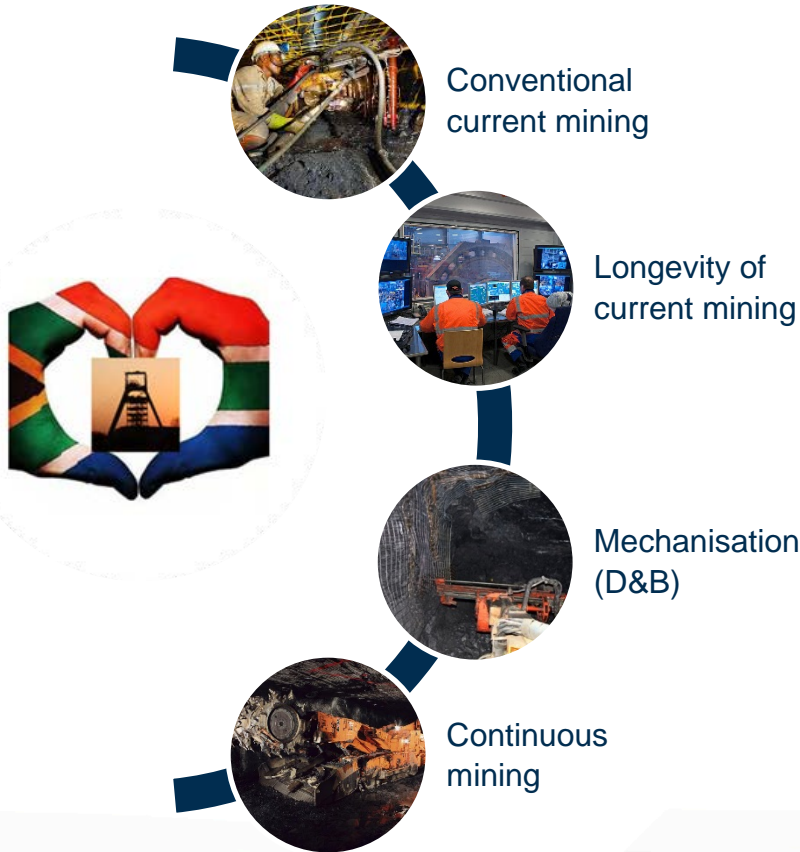 Conventional
current mining
Longevity of
current mining
Mechanisation
(D&B)
Continuous
mining